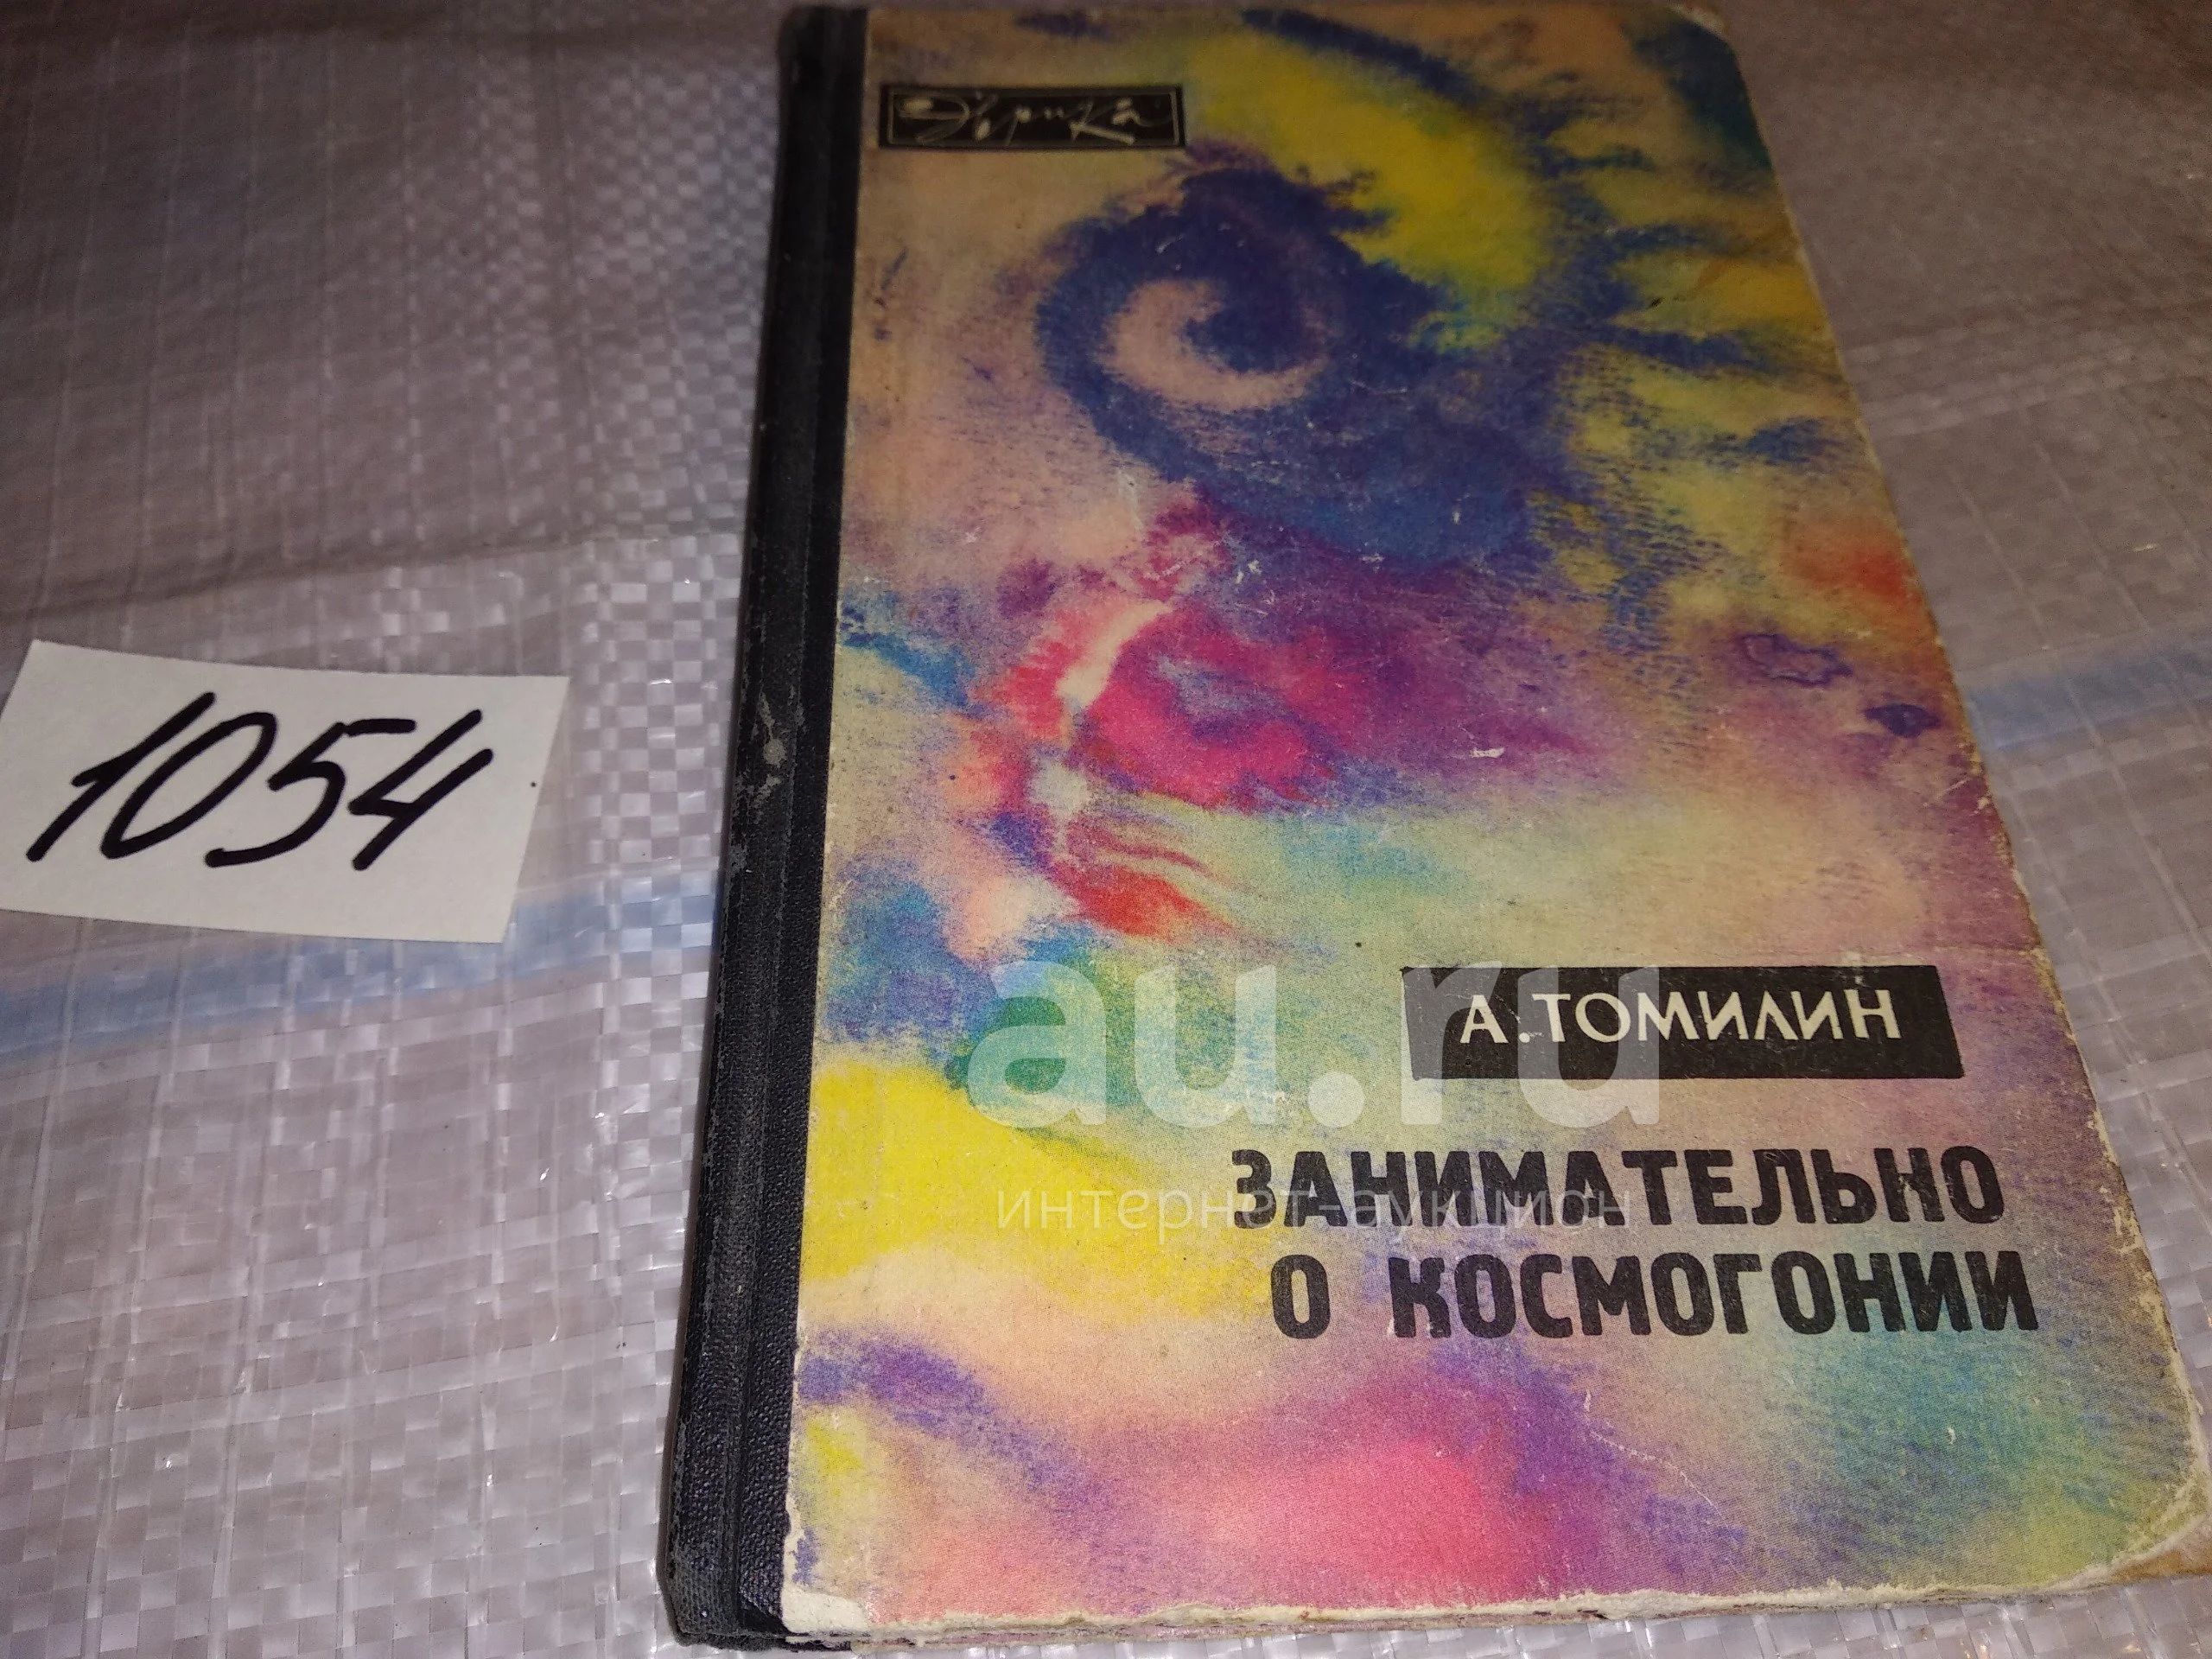 Эврика
1054
А. ТОМИЛИН
au.ru
ЗАНИМАТЕЛЬНО
интернет-аукцион
О КОСМОГОНИИ